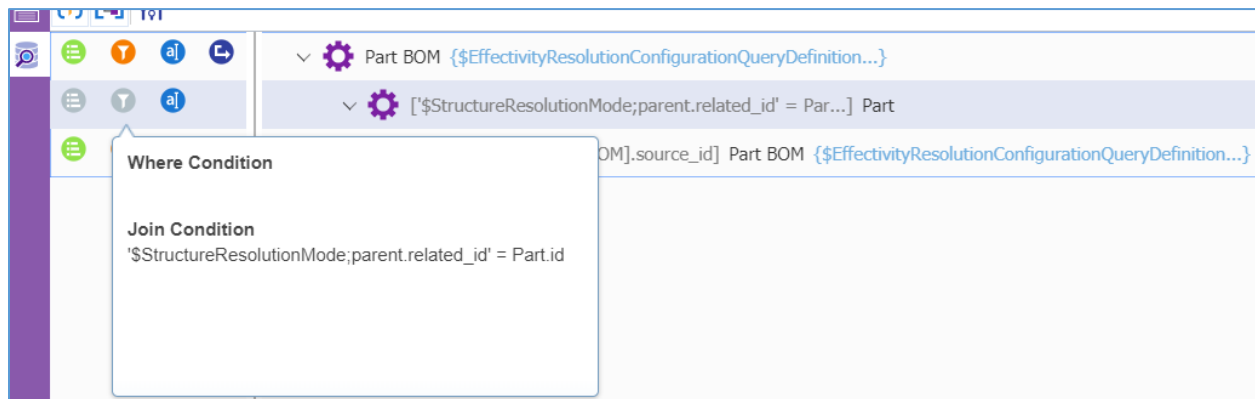 Part BOM {$EffectivityResolutionConfigurationQueryDefinition...}
['$StructureResolutionMode;parent.related_id' = Par...] Part
OM].source_id] Part BOM {$EffectivityResolutionConfigurationQueryDefinition...}
Where Condition
Join Condition
'$StructureResolutionMode;parent.related_id' = Part.id